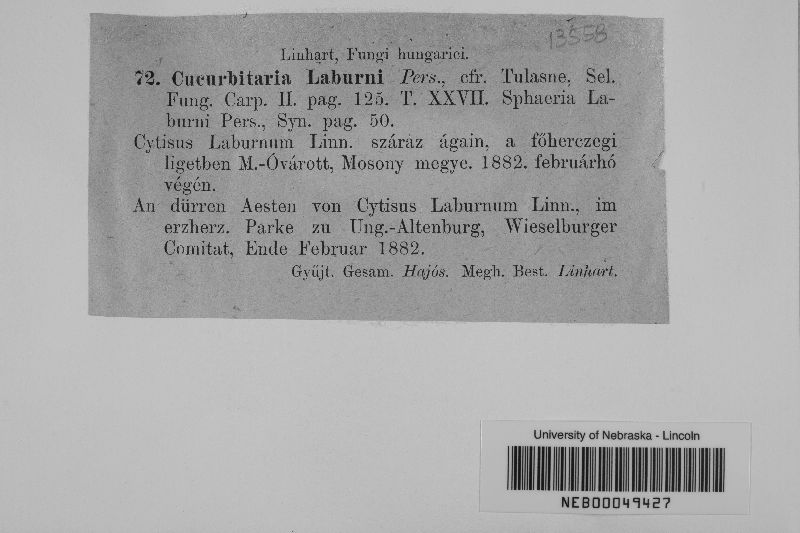 13558
Linhart, Fungi hungarici.
72. Cucurbitaria Laburni Pers., cfr. Tulasne, Sel.
Fung. Carp. II. pag. 125. T. XXVII. Sphaeria La-
burni Pers., Syn. pag. 50.
Cytisus Laburnum Linn. száraz ágain, a főherczegi
ligetben M.-Óvárott, Mosony megye. 1882. februárhó
végén.
An dürren Aesten von Cytisus Laburnum Linn., im
erzherz. Parke zu Ung.-Altenburg, Wieselburger
Comitat, Ende Februar 1882.
Gyűjt. Gesam. Hajós. Megh. Best. Linhart.
University of Nebraska - Lincoln
NEB00049427